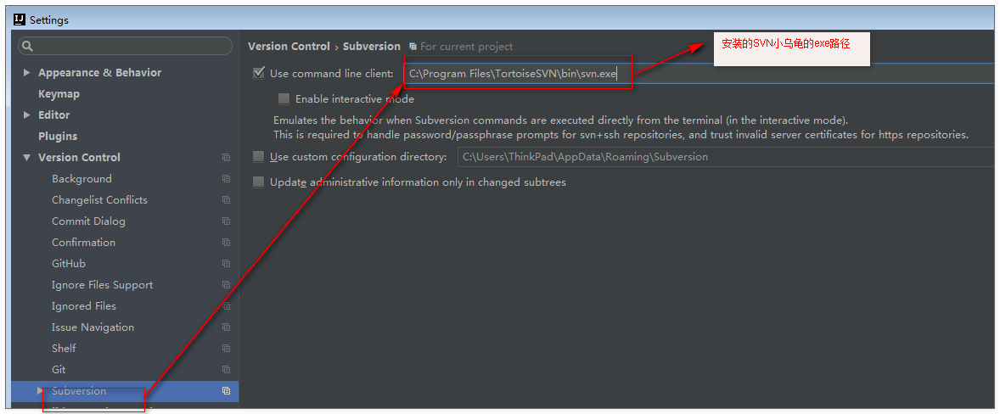 Settings
Appearance & Behavior
Keymap
Editor
Plugins
Version Control
Background
Changelist Conflicts
Commit Dialog
Confirmation
GitHub
Ignore Files Support
Ignored Files
Issue Navigation
Shelf
Git
Subversion
Version Control › Subversion For current project
安装的SVN小乌龟的exe路径
Use command line client: C:\Program Files\TortoiseSVN\bin\svn.exe
Enable interactive mode
Emulates the behavior when Subversion commands are executed directly from the terminal (in the interactive mode).
This is required to handle password/passphrase prompts for svn+ssh repositories, and trust invalid server certificates for https repositories.
Use custom configuration directory: C:\Users\ThinkPad\AppData\Roaming\Subversion
Update administrative information only in changed subtrees